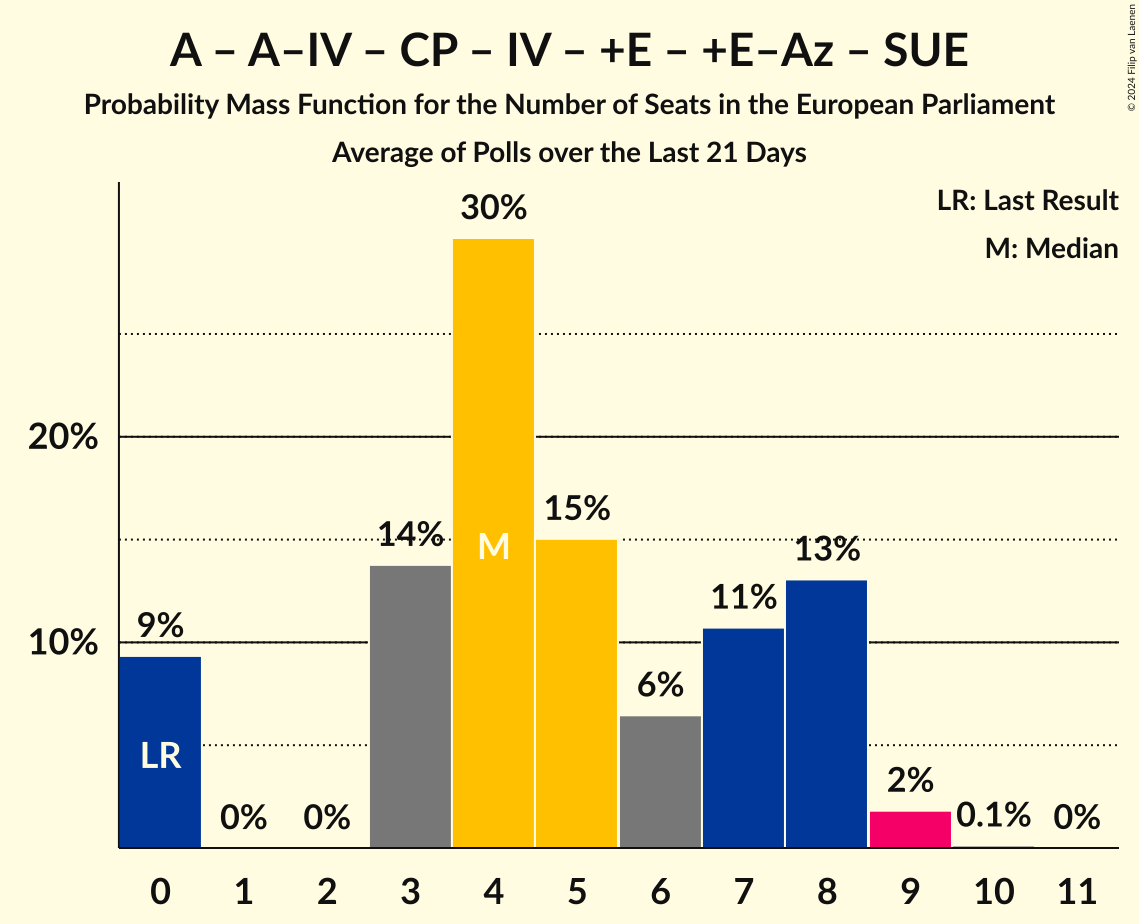 A – A–IV – CP – IV – +E – +E–Az – SUE
Probability Mass Function for the Number of Seats in the European Parliament
Average of Polls over the Last 21 Days
© 2024 Filip van Laenen
LR: Last Result
M: Median
30%
20%
15%
14%
M
13%
11%
9%
10%
6%
LR
2%
0%
0%
0.1%
0%
0 1 2 3 4 5 6 7 8 9 10 11